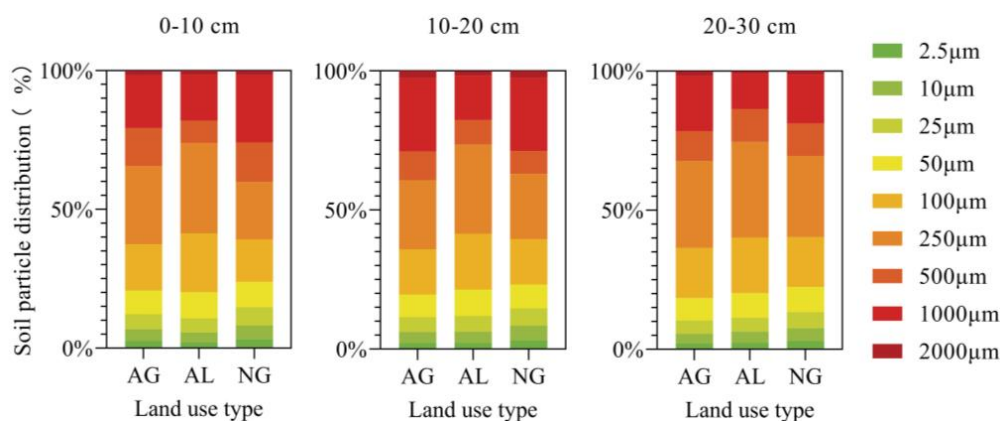 0-10 cm
10-20 cm
20-30 cm
Soil particle distribution ( %)
100%
50%
0%
AG AL NG
Land use type
100%
50%
0%
AG AL NG
Land use type
100%
50%
0%
AG AL NG
Land use type
2.5μm
10μm
25μm
50μm
100μm
250μm
500μm
1000μm
2000μm